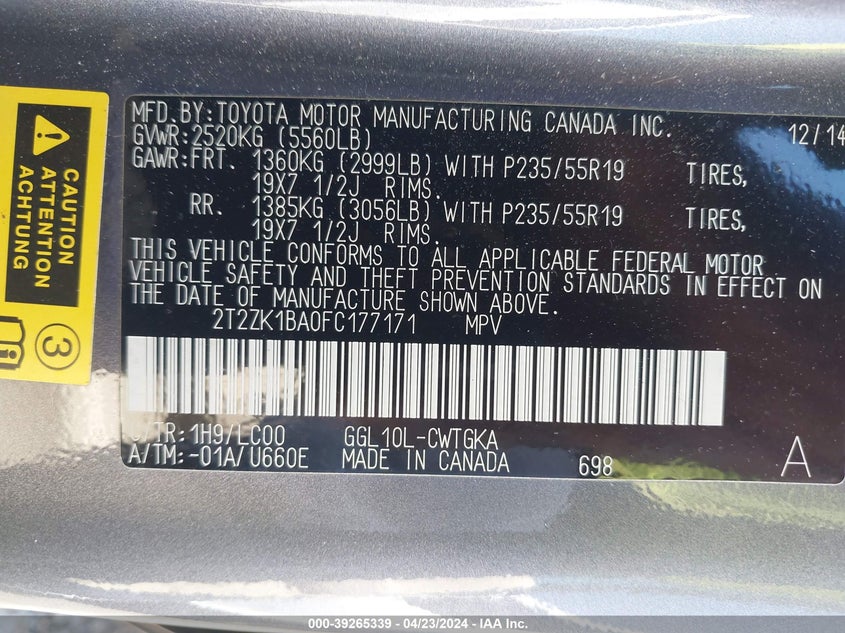 MFD.BY:TOYOTA MOTOR MANUFACTURING CANADA INC. 12/14
GVWR:2520KG (5560LB)
GAWR:FRT. 1360KG (2999LB) WITH P235/55R19 TIRES,
19X7 1/2J RIMS.
RR. 1385KG (3056LB) WITH P235/55R19 TIRES,
19X7 1/2J RIMS.
THIS VEHICLE CONFORMS TO ALL APPLICABLE FEDERAL MOTOR
VEHICLE SAFETY AND THEFT PREVENTION STANDARDS IN EFFECT ON
THE DATE OF MANUFACTURE SHOWN ABOVE.
2T2ZK1BA0FC177171 MPV
/TR:1H9/LC00 GGL10L-CWTGKA
A/TM:-01A/U660E MADE IN CANADA 698 A
CAUTION
ATTENTION
ACHTUNG
3
000-39265339 - 04/23/2024 - IAAI.COM